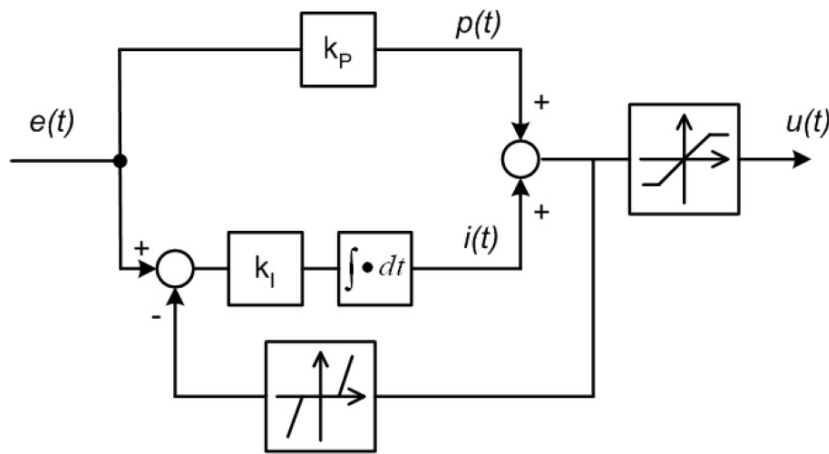 k_P
p(t)
e(t)
+
u(t)
+
+
k_I
∫ • dt
i(t)
-